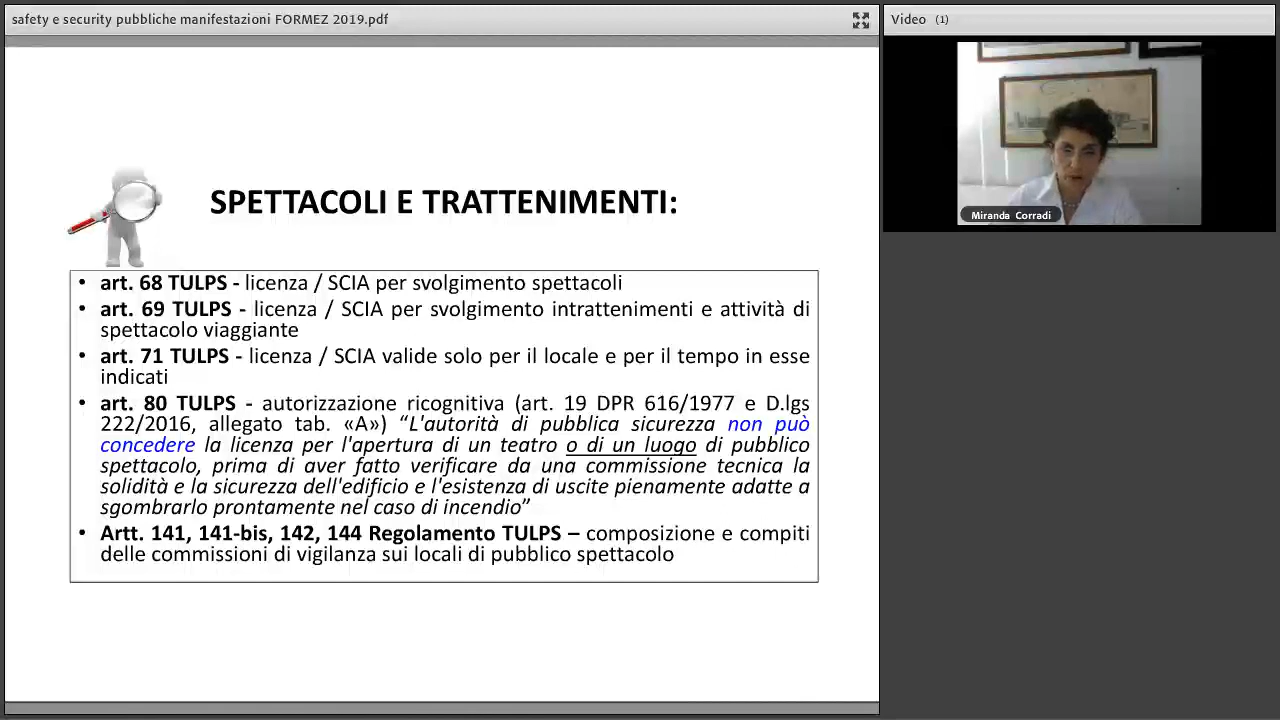 safety e security pubbliche manifestazioni FORMEZ 2019.pdf
Video (1)
Miranda Corradi
SPETTACOLI E TRATTENIMENTI:
• art. 68 TULPS - licenza / SCIA per svolgimento spettacoli
• art. 69 TULPS - licenza / SCIA per svolgimento intrattenimenti e attività di
spettacolo viaggiante
• art. 71 TULPS - licenza / SCIA valide solo per il locale e per il tempo in esse
indicati
• art. 80 TULPS - autorizzazione ricognitiva (art. 19 DPR 616/1977 e D.lgs
222/2016, allegato tab. «A») “L'autorità di pubblica sicurezza non può
concedere la licenza per l'apertura di un teatro o di un luogo di pubblico
spettacolo, prima di aver fatto verificare da una commissione tecnica la
solidità e la sicurezza dell'edificio e l'esistenza di uscite pienamente adatte a
sgombrarlo prontamente nel caso di incendio”
• Artt. 141, 141-bis, 142, 144 Regolamento TULPS – composizione e compiti
delle commissioni di vigilanza sui locali di pubblico spettacolo